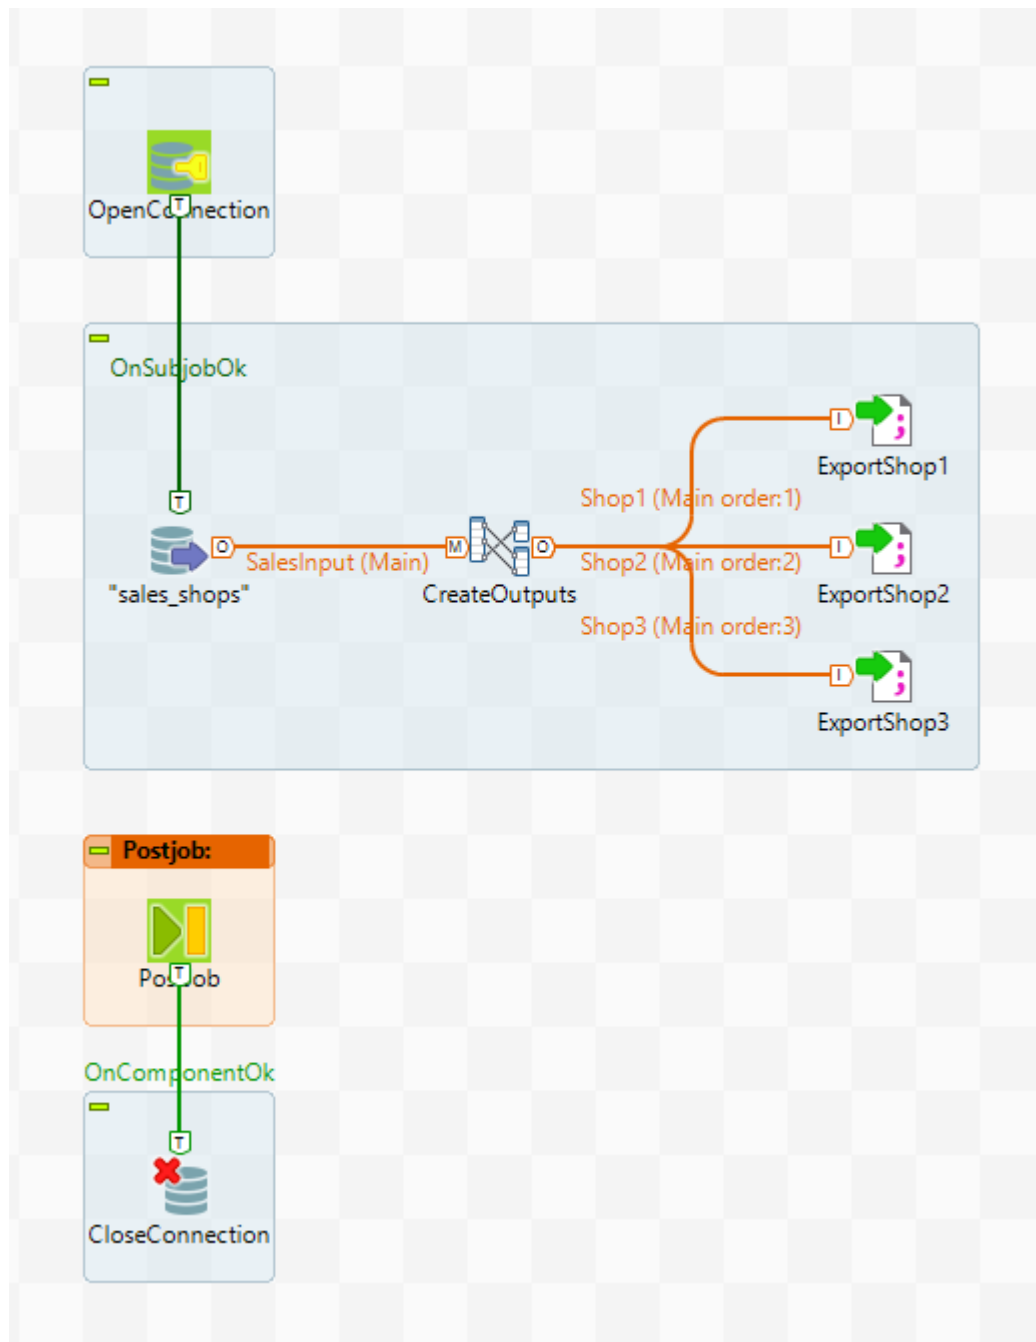 OpenConnection
T
OnSubjobOk
T
I
ExportShop1
Shop1 (Main order:1)
O
SalesInput (Main)
M
O
Shop2 (Main order:2)
I
"sales_shops"
CreateOutputs
ExportShop2
Shop3 (Main order:3)
I
ExportShop3
Postjob:
PostJob
T
OnComponentOk
T
CloseConnection